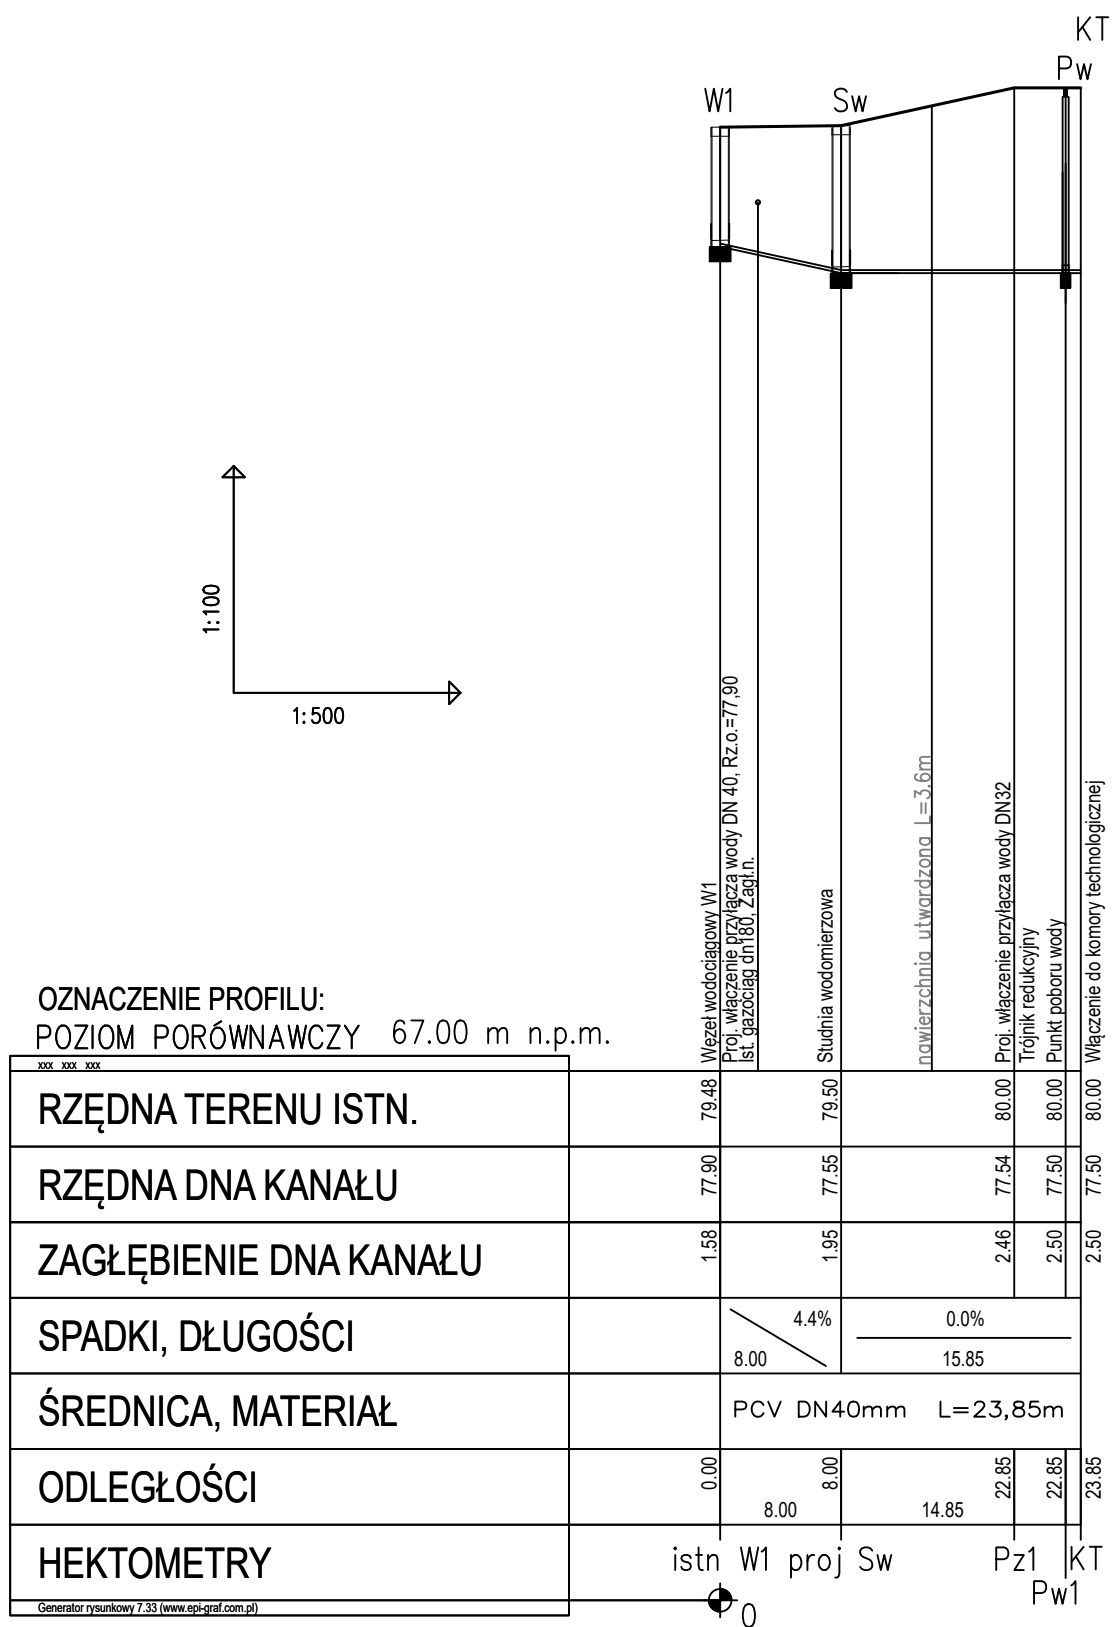 KT
Pw
W1
Sw
1:100
1:500
Węzeł wodociągowy W1
Proj. włączenie przyłącza wody DN 40, Rz.o.=77,90
Ist. gazociąg dn180, Zagł.n.
Studnia wodomierzowa
nawierzchnia utwardzona L=3.6m
Proj. włączenie przyłącza wody DN32
Trójnik redukcyjny
Punkt poboru wody
Włączenie do komory technologicznej
OZNACZENIE PROFILU:
POZIOM PORÓWNAWCZY 67.00 m n.p.m.
xxx xxx xxx
RZĘDNA TERENU ISTN. 79.48 79.50 80.00 80.00 80.00
RZĘDNA DNA KANAŁU 77.90 77.55 77.54 77.50 77.50
ZAGŁĘBIENIE DNA KANAŁU 1.58 1.95 2.46 2.50 2.50
SPADKI, DŁUGOŚCI 4.4% 0.0%
8.00 15.85
ŚREDNICA, MATERIAŁ PCV DN40mm L=23,85m
ODLEGŁOŚCI 0.00 8.00 22.85 22.85 23.85
8.00 14.85
HEKTOMETRY istn W1 proj Sw Pz1 KT
Pw1
Generator rysunkowy 7.33 (www.epi-graf.com.pl) 0